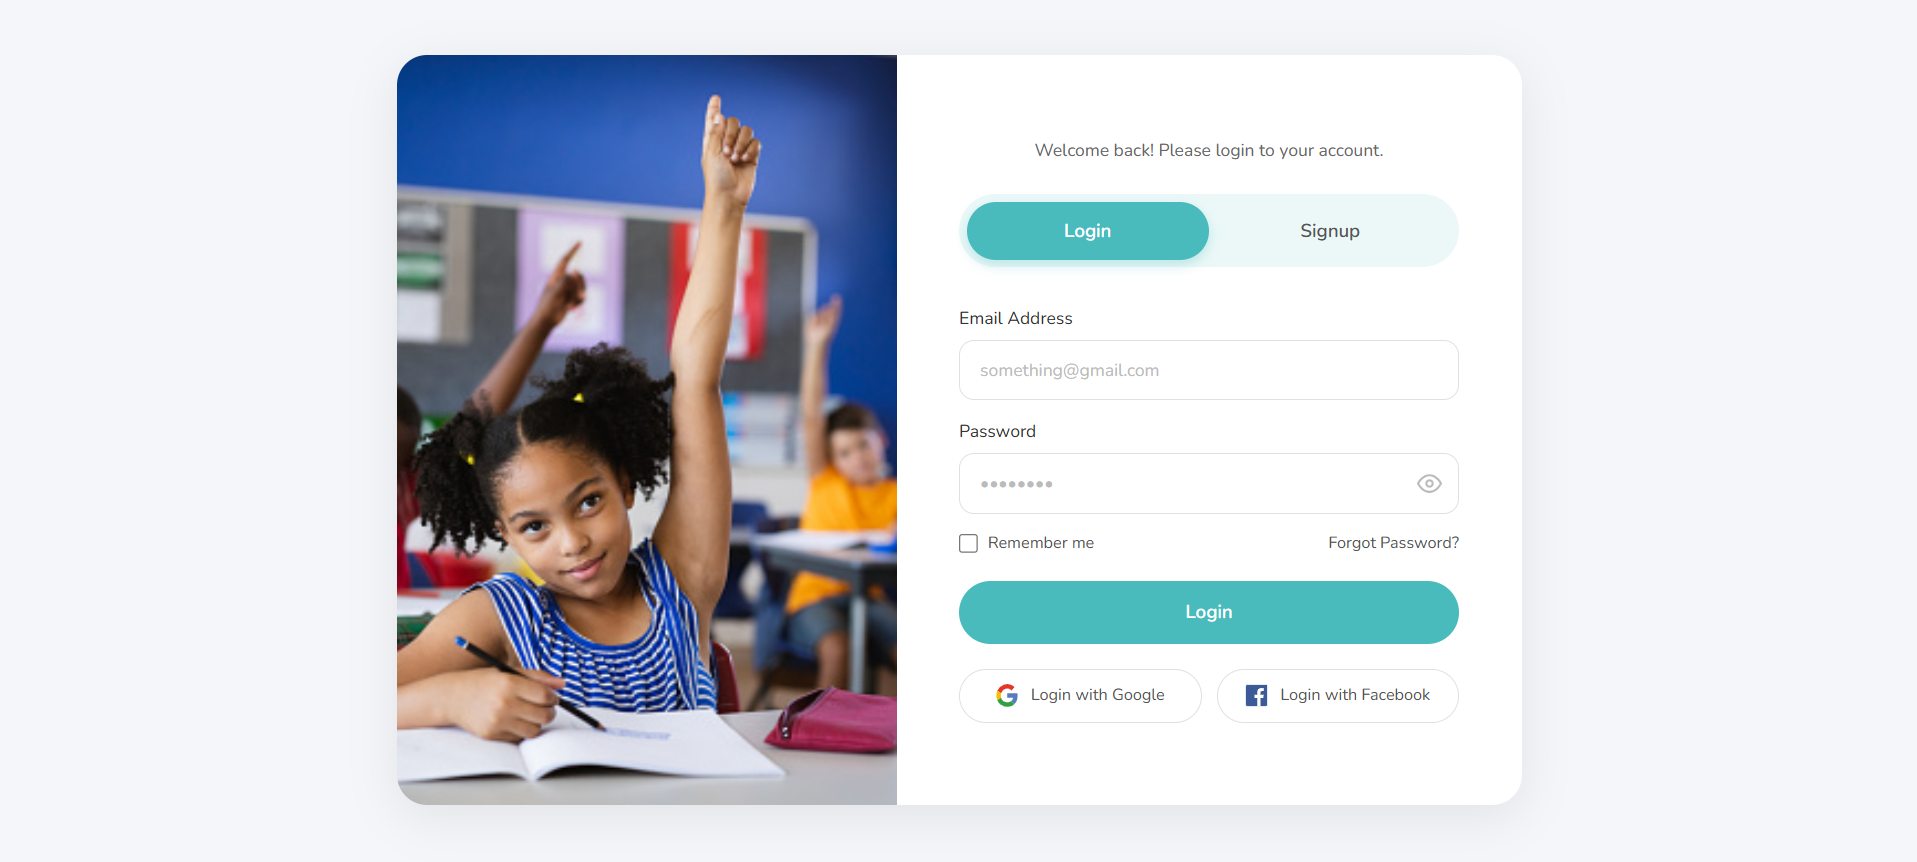 Welcome back! Please login to your account.
Login
Signup
Email Address
something@gmail.com
Password
••••••••
Remember me
Forgot Password?
Login
Login with Google
Login with Facebook